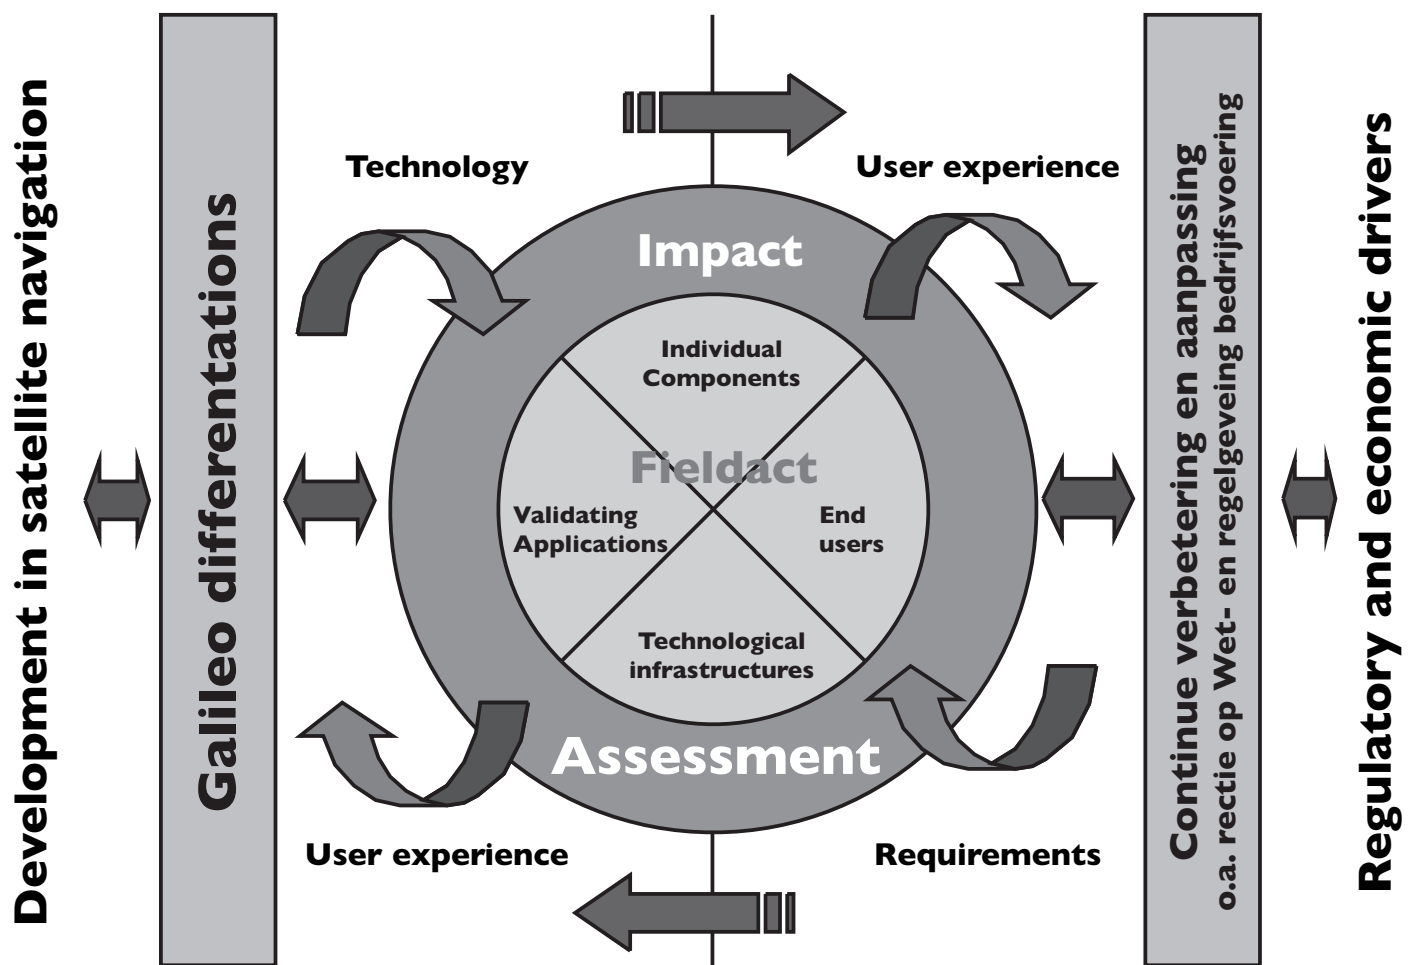 Development in satellite navigation
Galileo differentations
Technology
User experience
Impact
Individual
Components
Fieldact
Validating
Applications
End
users
Technological
infrastructures
Assessment
User experience
Requirements
Continue verbetering en aanpassing
o.a. rectie op Wet- en regelgeveing bedrijfsvoering
Regulatory and economic drivers